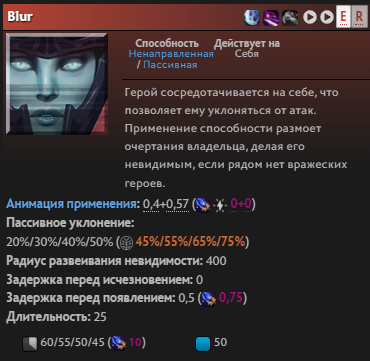 Blur
E R
Способность Действует на
Ненаправленная Себя
/ Пассивная
Герой сосредотачивается на себе, что
позволяет ему уклоняться от атак.
Применение способности размоет
очертания владельца, делая его
невидимым, если рядом нет вражеских
героев.
Анимация применения: 0,4+0,57 ( 0+0)
Пассивное уклонение:
20%/30%/40%/50% ( 45%/55%/65%/75%)
Радиус развеивания невидимости: 400
Задержка перед исчезновением: 0
Задержка перед появлением: 0,5 ( 0,75)
Длительность: 25
60/55/50/45 ( 10) 50